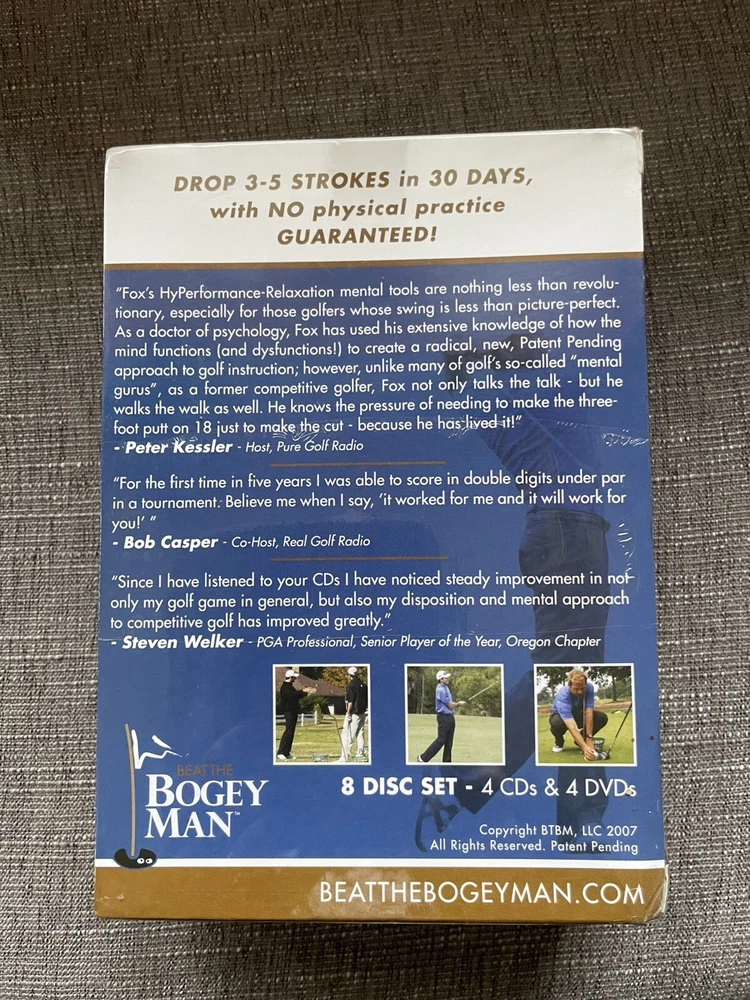 DROP 3-5 STROKES in 30 DAYS,
with NO physical practice
GUARANTEED!
“Fox's HyPerformance-Relaxation mental tools are nothing less than revolu-
tionary, especially for those golfers whose swing is less than picture-perfect.
As a doctor of psychology, Fox has used his extensive knowledge of how the
mind functions (and dysfunctions!) to create a radical, new, Patent Pending
approach to golf instruction; however, unlike many of golf's so-called “mental
gurus”, as a former competitive golfer, Fox not only talks the talk - but he
walks the walk as well. He knows the pressure of needing to make the three-
foot putt on 18 just to make the cut - because he has lived it!”
- Peter Kessler - Host, Pure Golf Radio
“For the first time in five years I was able to score in double digits under par
in a tournament. Believe me when I say, ‘it worked for me and it will work for
you!’ ”
- Bob Casper - Co-Host, Real Golf Radio
“Since I have listened to your CDs I have noticed steady improvement in not
only my golf game in general, but also my disposition and mental approach
to competitive golf has improved greatly.”
- Steven Welker - PGA Professional, Senior Player of the Year, Oregon Chapter
BEAT THE
BOGEY
MAN™
8 DISC SET - 4 CDs & 4 DVDs
Copyright BTBM, LLC 2007
All Rights Reserved. Patent Pending
BEATTHEBOGEYMAN.COM